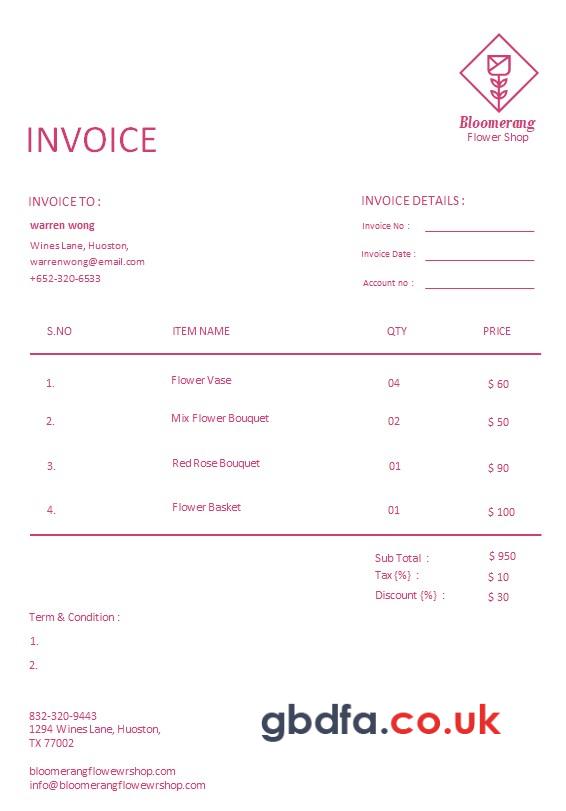 Bloomerang
Flower Shop
INVOICE
INVOICE TO :
warren wong
Wines Lane, Huoston,
warrenwong@email.com
+652-320-6533
INVOICE DETAILS :
Invoice No :
Invoice Date :
Account no :
S.NO ITEM NAME QTY PRICE
1. Flower Vase 04 $ 60
2. Mix Flower Bouquet 02 $ 50
3. Red Rose Bouquet 01 $ 90
4. Flower Basket 01 $ 100
Sub Total : $ 950
Tax {%} : $ 10
Discount {%} : $ 30
Term & Condition :
1.
2.
832-320-9443
1294 Wines Lane, Huoston,
TX 77002
bloomerangflowewrshop.com
info@bloomerangflowewrshop.com
gbdfa.co.uk